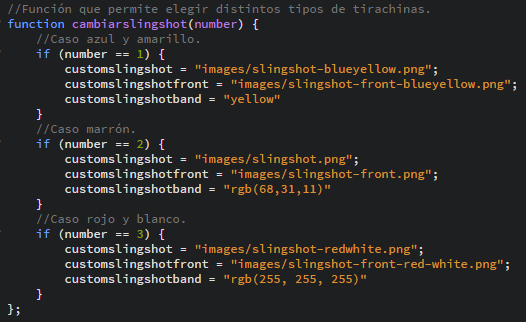 //Función que permite elegir distintos tipos de tirachinas.
function cambiarslingshot(number) {
    //Caso azul y amarillo.
    if (number == 1) {
        customslingshot = "images/slingshot-blueyellow.png";
        customslingshotfront = "images/slingshot-front-blueyellow.png";
        customslingshotband = "yellow"
    }
    //Caso marrón.
    if (number == 2) {
        customslingshot = "images/slingshot.png";
        customslingshotfront = "images/slingshot-front.png";
        customslingshotband = "rgb(68,31,11)"
    }
    //Caso rojo y blanco.
    if (number == 3) {
        customslingshot = "images/slingshot-redwhite.png";
        customslingshotfront = "images/slingshot-front-red-white.png";
        customslingshotband = "rgb(255, 255, 255)"
    }
};